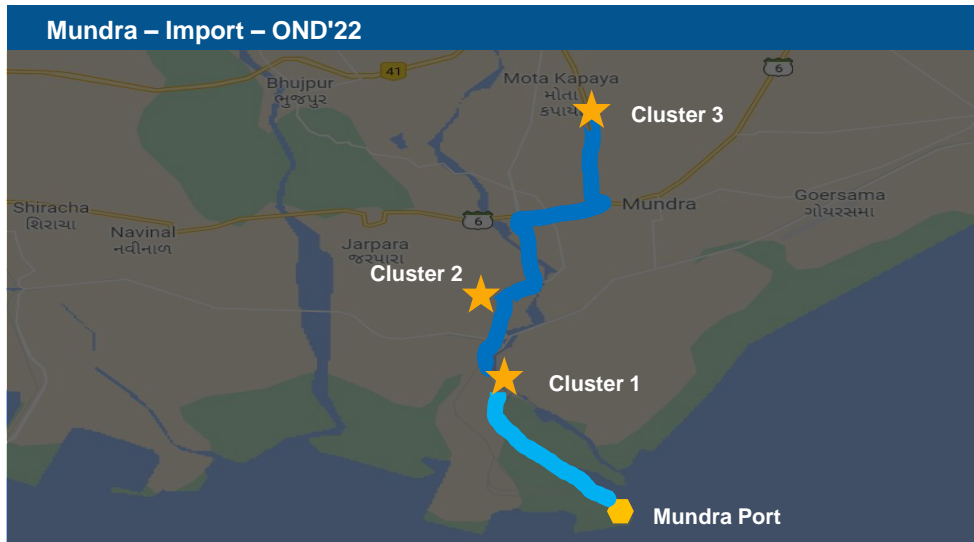 Mundra – Import – OND'22
41
Bhujpur
ભુજપુર
Mota Kapaya
મોતા
કપાયા
6
Cluster 3
Shiracha
શિરાચા
Navinal
નવીનાળ
6
Mundra
Goersama
ગોયરસમા
Jarpara
જરપારા
Cluster 2
Cluster 1
Mundra Port